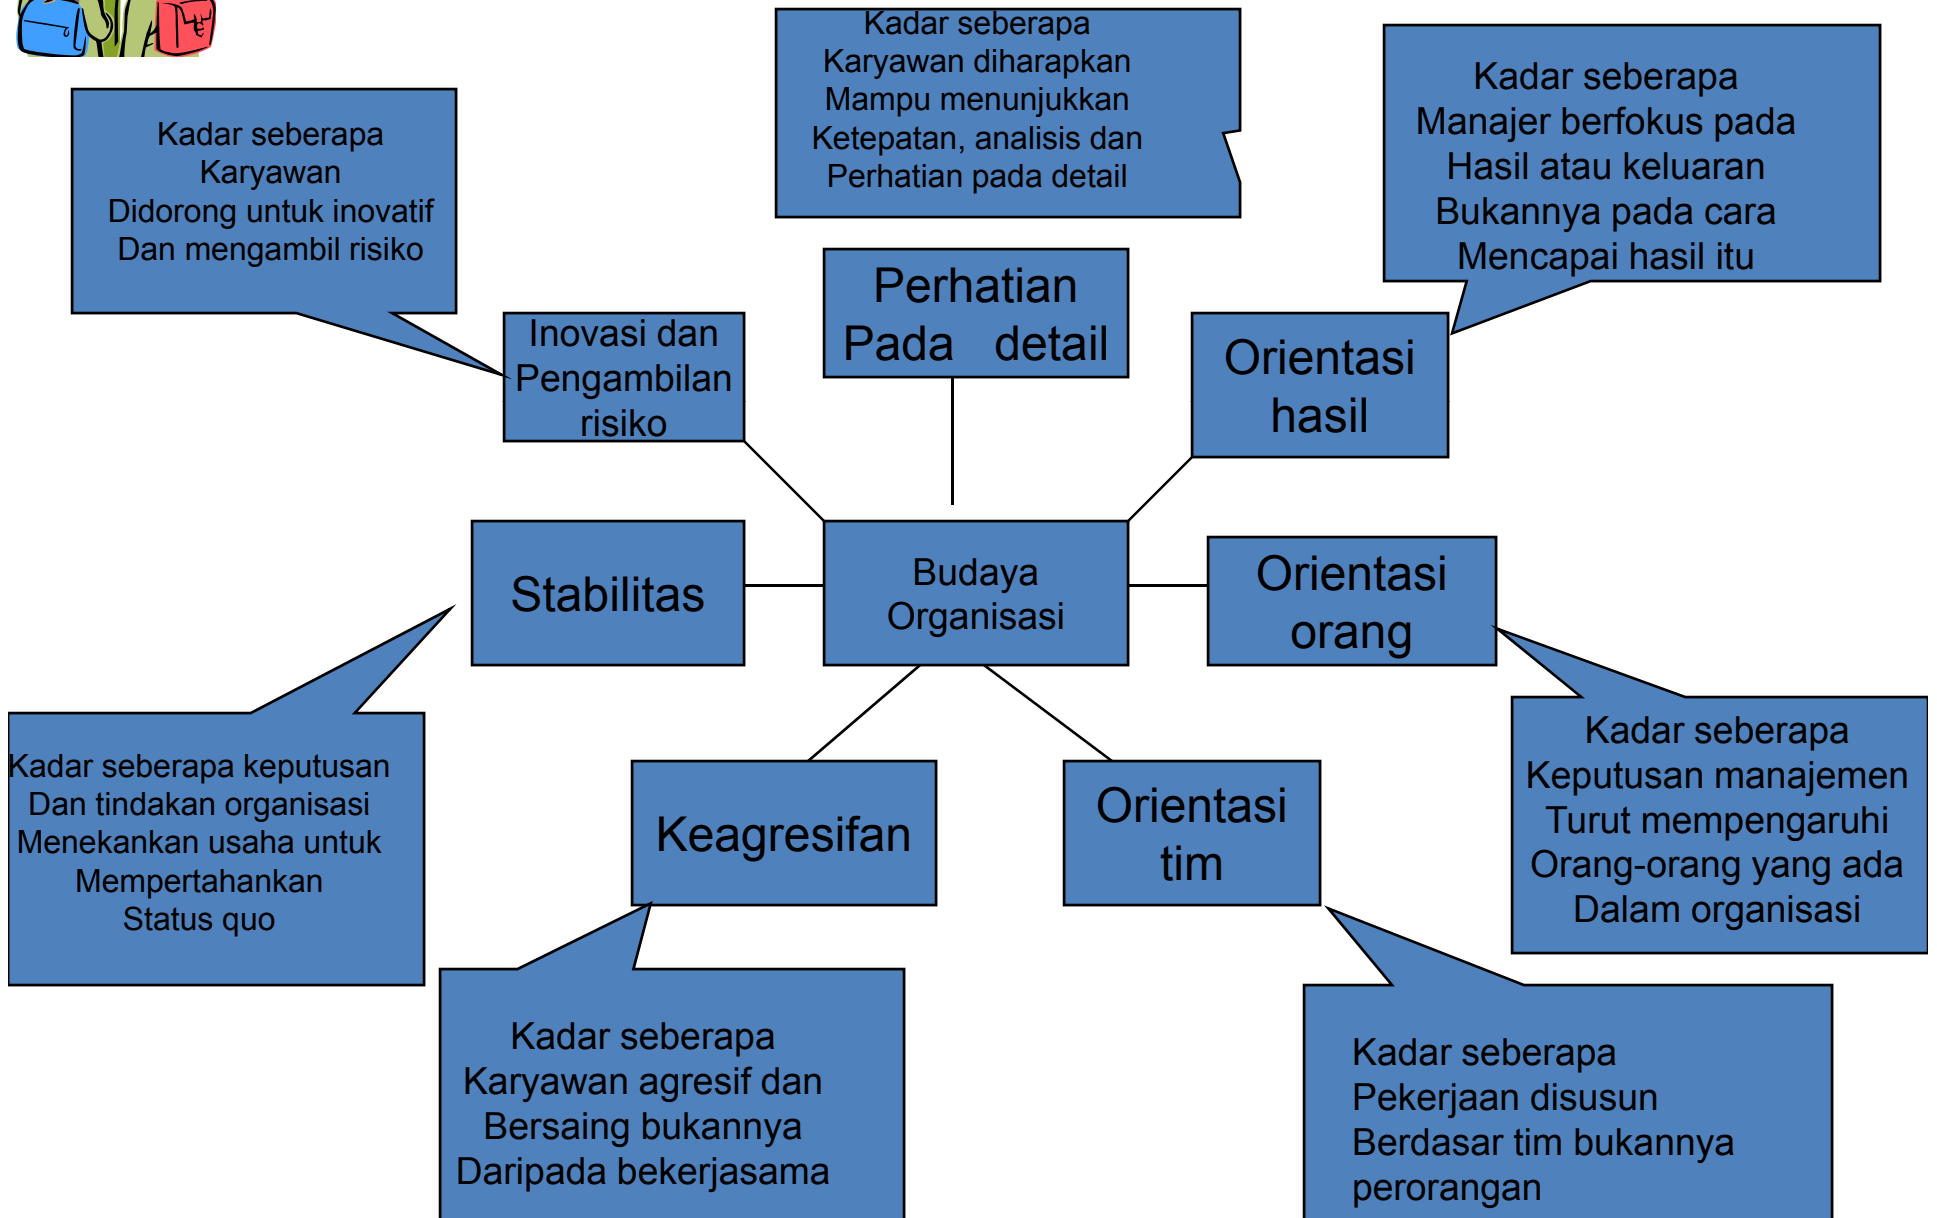 Kadar seberapa
Karyawan diharapkan
Mampu menunjukkan
Ketepatan, analisis dan
Perhatian pada detail
Kadar seberapa
Manajer berfokus pada
Hasil atau keluaran
Bukannya pada cara
Mencapai hasil itu
Kadar seberapa
Karyawan
Didorong untuk inovatif
Dan mengambil risiko
Perhatian
Pada detail
Inovasi dan
Pengambilan
risiko
Orientasi
hasil
Stabilitas
Budaya
Organisasi
Orientasi
orang
Kadar seberapa keputusan
Dan tindakan organisasi
Menekankan usaha untuk
Mempertahankan
Status quo
Keagresifan
Orientasi
tim
Kadar seberapa
Keputusan manajemen
Turut mempengaruhi
Orang-orang yang ada
Dalam organisasi
Kadar seberapa
Karyawan agresif dan
Bersaing bukannya
Daripada bekerjasama
Kadar seberapa
Pekerjaan disusun
Berdasar tim bukannya
perorangan